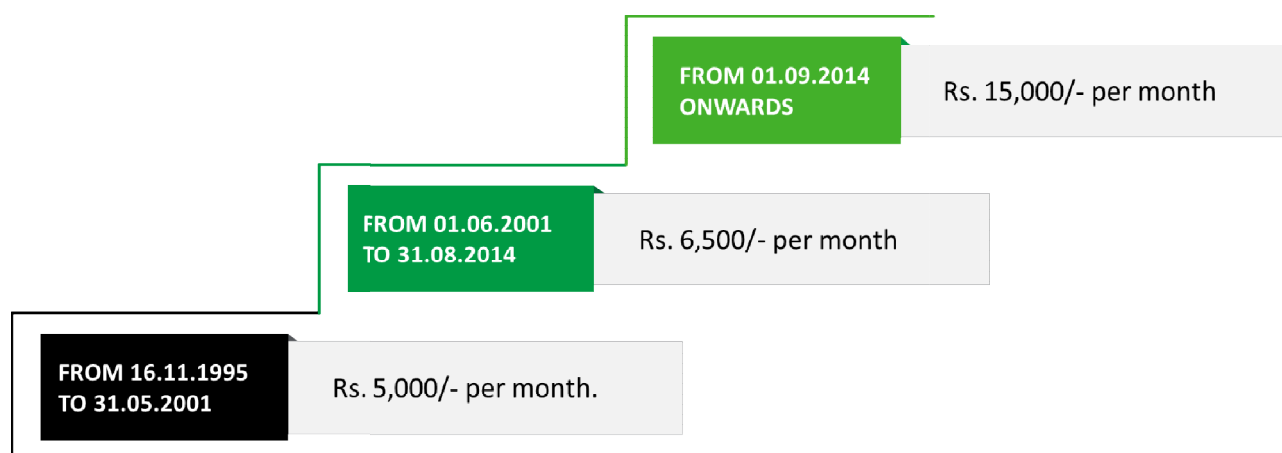 FROM 01.09.2014
ONWARDS
Rs. 15,000/- per month
FROM 01.06.2001
TO 31.08.2014
Rs. 6,500/- per month
FROM 16.11.1995
TO 31.05.2001
Rs. 5,000/- per month.